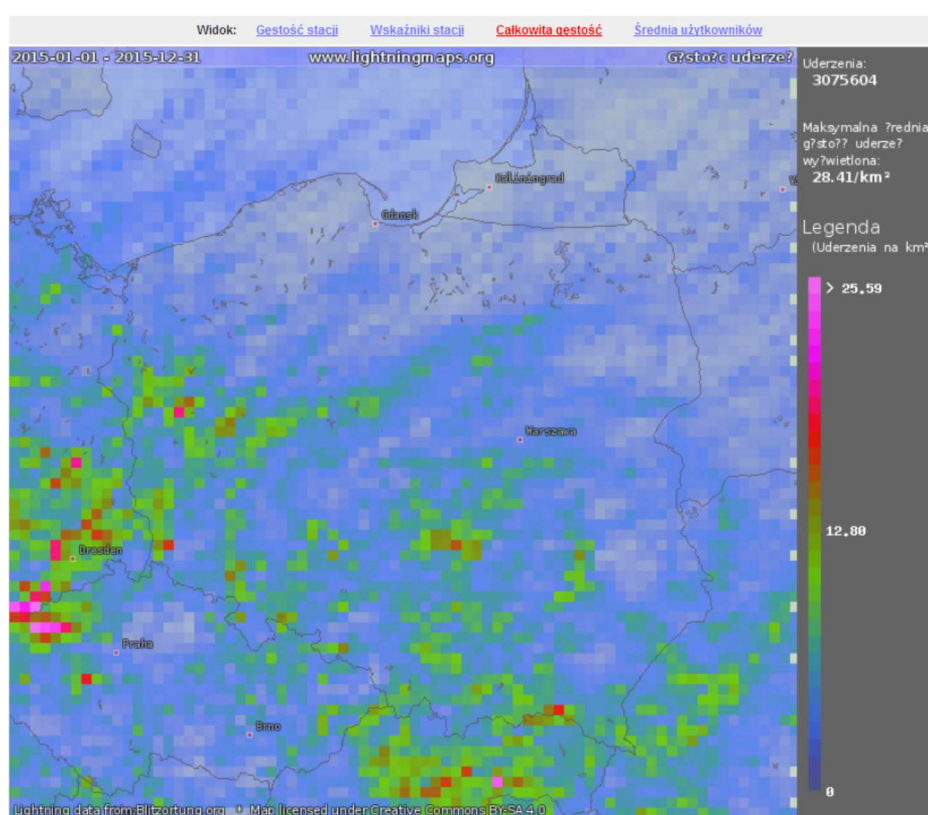 Widok: Gęstość stacji Wskaźniki stacji Całkowita gęstość Średnia użytkowników
2015-01-01 - 2015-12-31 www.lightningmaps.org G?sto?c uderze?
Uderzenia:
3075604
Maksymalna ?rednia
g?sto?? uderze?
wy?wietlona:
28.41/km²
Kaliningrad
Gdansk
Legenda
(Uderzenia na km²
> 25.59
Warszawa
12.80
Dresden
Praha
Brno
0
Lightning data from Blitzortung.org Map licensed under Creative Commons BY-SA 4.0